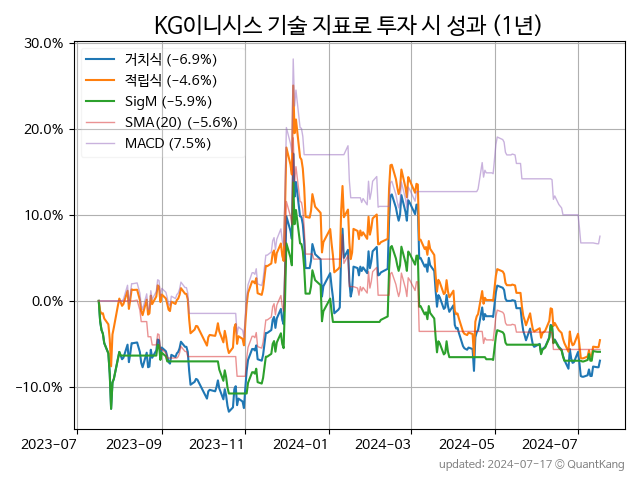 KG이니시스 기술 지표로 투자 시 성과 (1년)
30.0%
20.0%
10.0%
0.0%
−10.0%
거치식 (−6.9%)
적립식 (−4.6%)
SigM (−5.9%)
SMA(20) (−5.6%)
MACD (7.5%)
2023-07 2023-09 2023-11 2024-01 2024-03 2024-05 2024-07
updated: 2024-07-17 © QuantKang